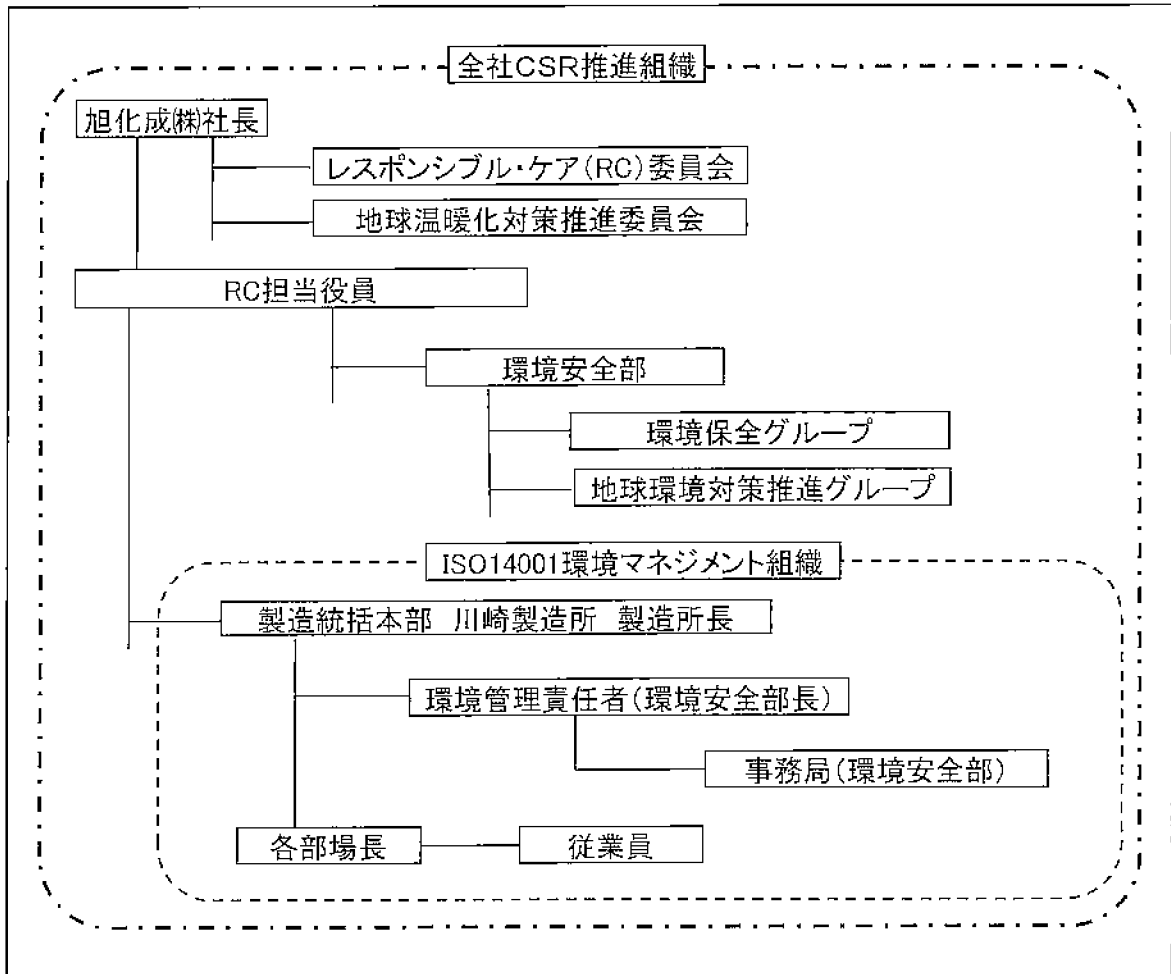 全社CSR推進組織
旭化成㈱社長
レスポンシブル・ケア(RC)委員会
地球温暖化対策推進委員会
RC担当役員
環境安全部
環境保全グループ
地球環境対策推進グループ
ISO14001環境マネジメント組織
製造統括本部 川崎製造所 製造所長
環境管理責任者(環境安全部長)
事務局(環境安全部)
各部場長
従業員